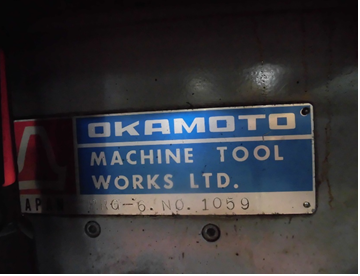 OKAMOTO
MACHINE TOOL
WORKS LTD.
NO. 1059